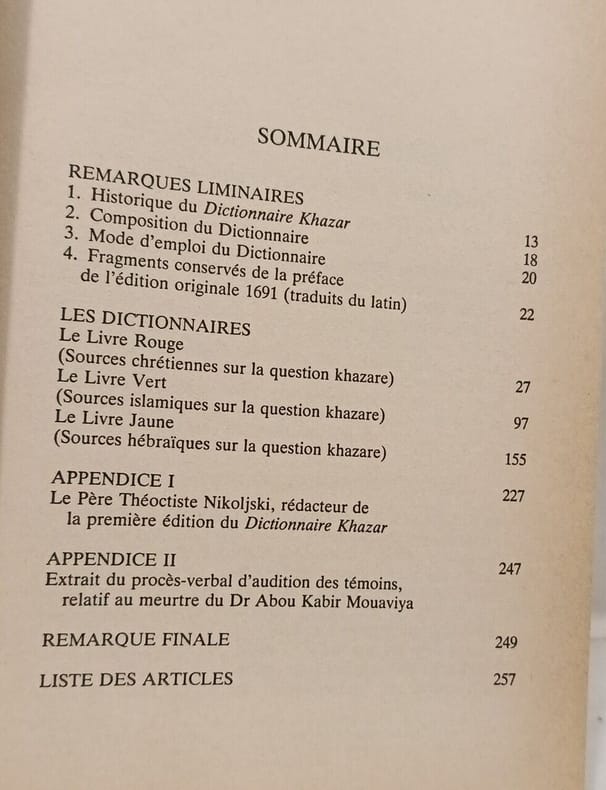 SOMMAIRE
REMARQUES LIMINAIRES
1. Historique du Dictionnaire Khazar 13
2. Composition du Dictionnaire 18
3. Mode d'emploi du Dictionnaire 20
4. Fragments conservés de la préface
de l'édition originale 1691 (traduits du latin) 22
LES DICTIONNAIRES
Le Livre Rouge
(Sources chrétiennes sur la question khazare) 27
Le Livre Vert
(Sources islamiques sur la question khazare) 97
Le Livre Jaune
(Sources hébraïques sur la question khazare) 155
APPENDICE I 227
Le Père Théoctiste Nikoljski, rédacteur de
la première édition du Dictionnaire Khazar
APPENDICE II 247
Extrait du procès-verbal d'audition des témoins,
relatif au meurtre du Dr Abou Kabir Mouaviya
REMARQUE FINALE 249
LISTE DES ARTICLES 257